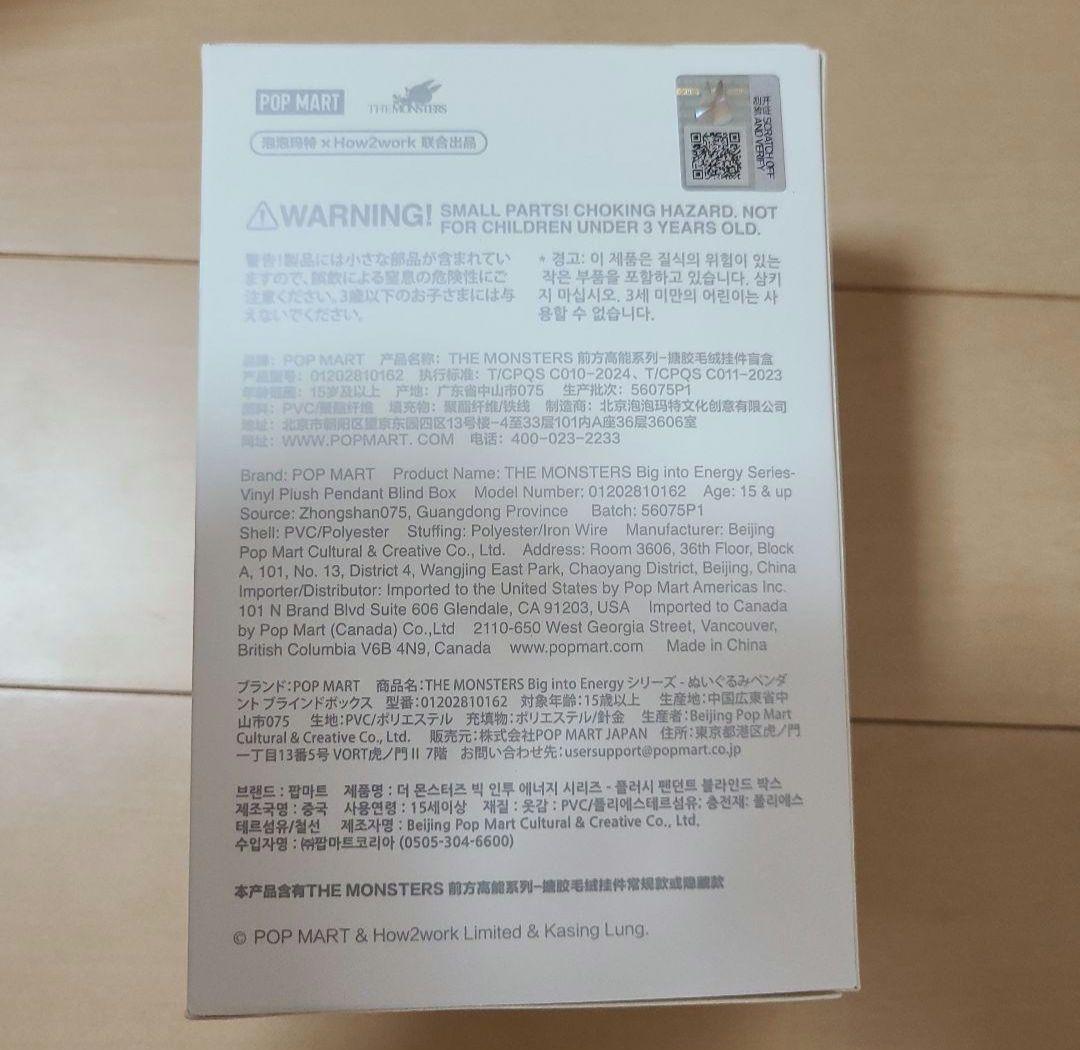 POP MART
THE MONSTERS
泡泡玛特 × How2work 联合出品
SCRATCH OFF
AND VERIFY
WARNING! SMALL PARTS! CHOKING HAZARD. NOT
FOR CHILDREN UNDER 3 YEARS OLD.
警告!製品には小さな部品が含まれてい
ますので、誤飲による窒息の危険性にご
注意ください。3歳以下のお子さまには与
えないでください。
* 경고: 이 제품은 질식의 위험이 있는
작은 부품을 포함하고 있습니다. 삼키
지 마십시오. 3세 미만의 어린이는 사
용할 수 없습니다.
品牌: POP MART 产品名称: THE MONSTERS 前方高能系列-搪胶毛绒挂件盲盒
产品型号: 01202810162 执行标准: T/CPQS C010-2024、T/CPQS C011-2023
年龄范围: 15岁及以上 产地: 广东省中山市075 生产批次: 56075P1
面料: PVC/聚酯纤维 填充物: 聚酯纤维/铁线 制造商: 北京泡泡玛特文化创意有限公司
地址: 北京市朝阳区望京东园四区13号楼-4至33层101内A座36层3606室
网址: WWW.POPMART. COM 电话: 400-023-2233
Brand: POP MART Product Name: THE MONSTERS Big into Energy Series-
Vinyl Plush Pendant Blind Box Model Number: 01202810162 Age: 15 & up
Source: Zhongshan075, Guangdong Province Batch: 56075P1
Shell: PVC/Polyester Stuffing: Polyester/Iron Wire Manufacturer: Beijing
Pop Mart Cultural & Creative Co., Ltd. Address: Room 3606, 36th Floor, Block
A, 101, No. 13, District 4, Wangjing East Park, Chaoyang District, Beijing, China
Importer/Distributor: Imported to the United States by Pop Mart Americas Inc.
101 N Brand Blvd Suite 606 Glendale, CA 91203, USA Imported to Canada
by Pop Mart (Canada) Co.,Ltd 2110-650 West Georgia Street, Vancouver,
British Columbia V6B 4N9, Canada www.popmart.com Made in China
ブランド:POP MART 商品名:THE MONSTERS Big into Energy シリーズ - ぬいぐるみペンダ
ント ブラインドボックス 型番:01202810162 対象年齢:15歳以上 生産地:中国広東省中
山市075 生地:PVC/ポリエステル 充填物:ポリエステル/針金 生産者:Beijing Pop Mart
Cultural & Creative Co., Ltd. 販売元:株式会社POP MART JAPAN 住所:東京都港区虎ノ門
一丁目13番5号 VORT虎ノ門Ⅱ 7階 お問い合わせ先:usersupport@popmart.co.jp
브랜드 : 팝마트 제품명 : 더 몬스터즈 빅 인투 에너지 시리즈 - 플러시 팬던트 블라인드 박스
제조국명 : 중국 사용연령 : 15세이상 재질 : 옷감 : PVC/폴리에스테르섬유; 충전재: 폴리에스
테르섬유/철선 제조자명 : Beijing Pop Mart Cultural & Creative Co., Ltd.
수입자명 : ㈜팝마트코리아 (0505-304-6600)
本产品含有THE MONSTERS 前方高能系列-搪胶毛绒挂件常规款或隐藏款
© POP MART & How2work Limited & Kasing Lung.